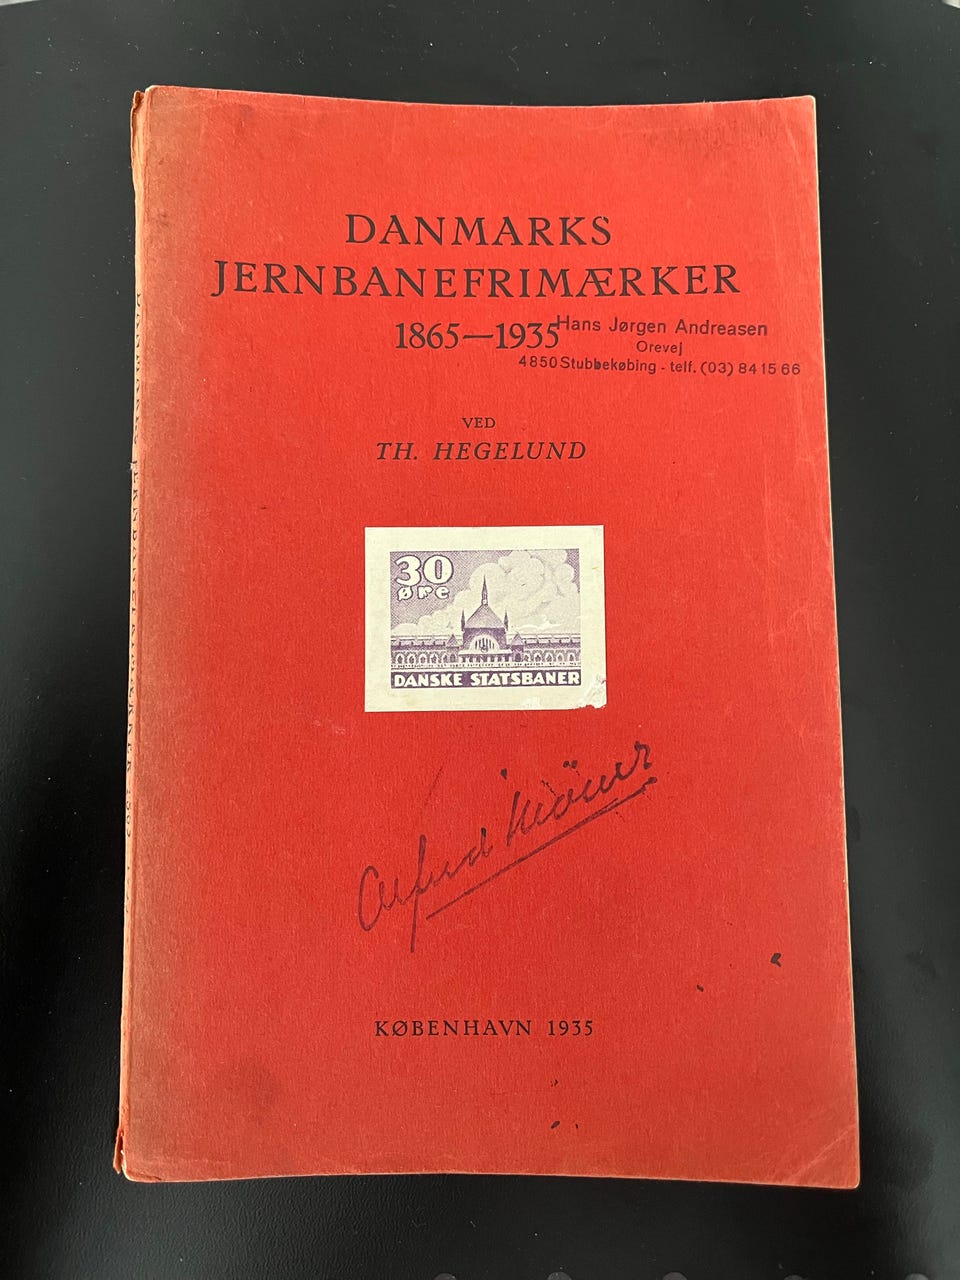 DANMARKS
JERNBANEFRIMÆRKER
1865—1935
Hans Jørgen Andreasen
Orevej
4850 Stubbekøbing - telf. (03) 84 15 66
VED
TH. HEGELUND
30
øre
DANSKE STATSBANER
Alfred
KØBENHAVN 1935